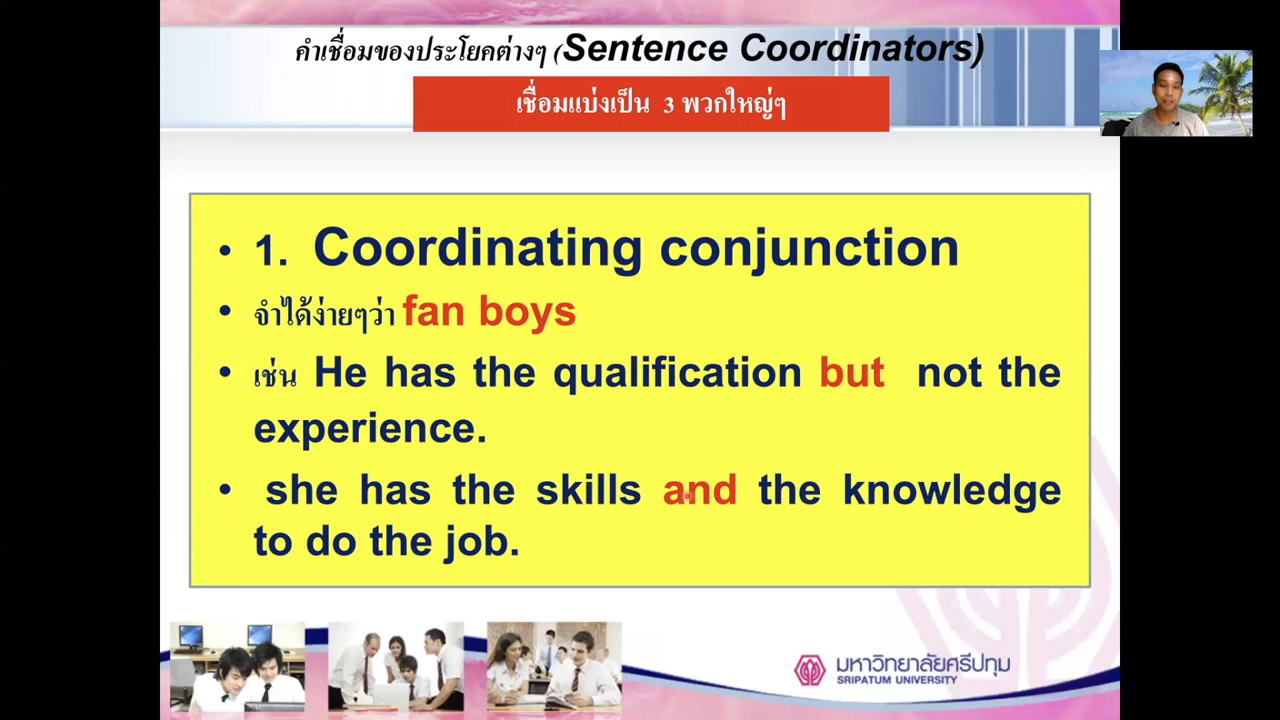 คำเชื่อมของประโยคต่างๆ (Sentence Coordinators)
เชื่อมแบ่งเป็น 3 พวกใหญ่ๆ
• 1. Coordinating conjunction
• จำได้ง่ายๆว่า fan boys
• เช่น He has the qualification but not the
experience.
• she has the skills and the knowledge
to do the job.
มหาวิทยาลัยศรีปทุม
SRIPATUM UNIVERSITY